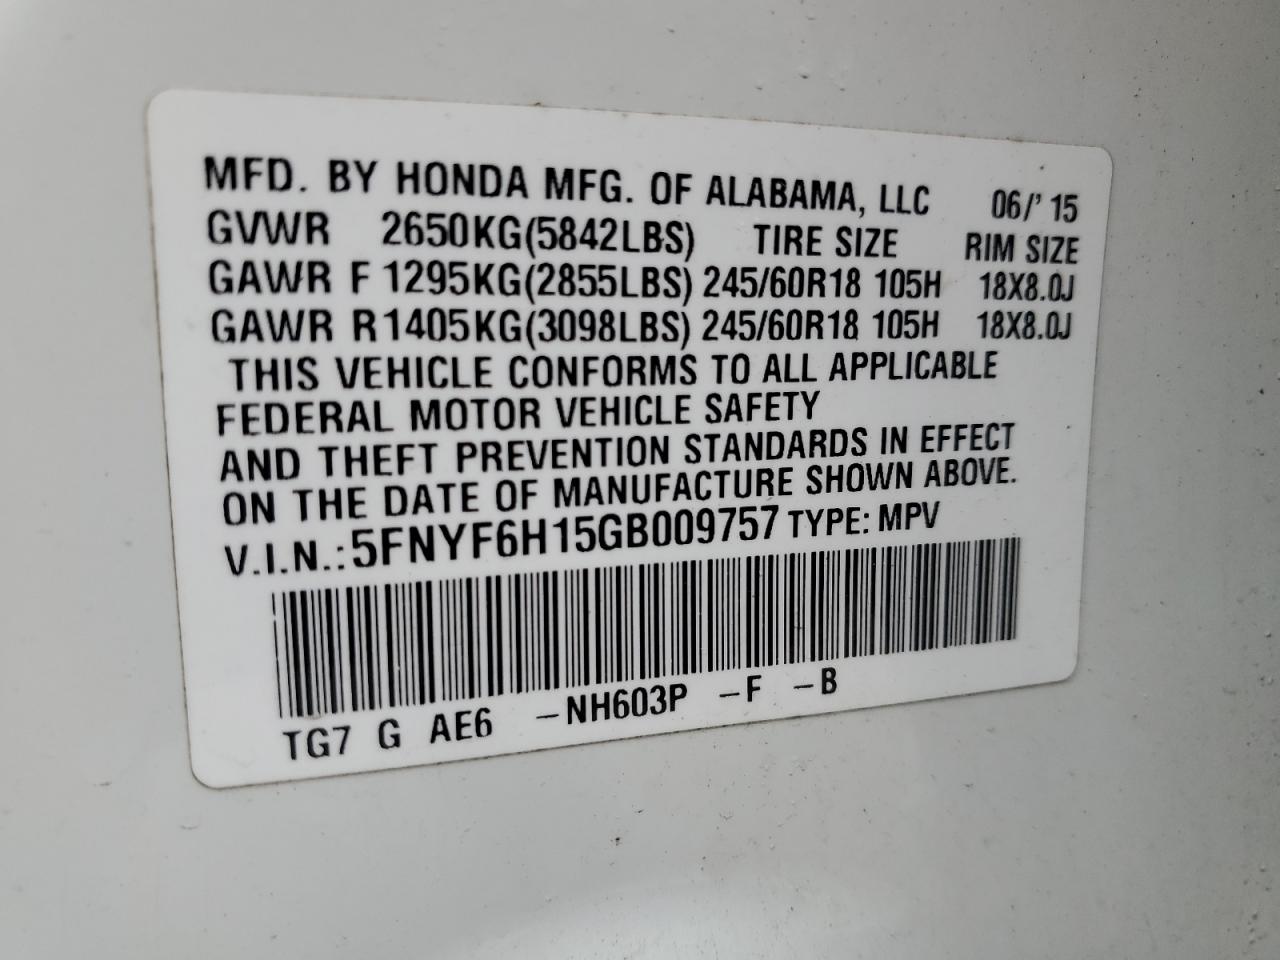 MFD. BY HONDA MFG. OF ALABAMA, LLC 06/' 15
GVWR 2650KG(5842LBS) TIRE SIZE RIM SIZE
GAWR F 1295KG(2855LBS) 245/60R18 105H 18X8.0J
GAWR R 1405KG(3098LBS) 245/60R18 105H 18X8.0J
THIS VEHICLE CONFORMS TO ALL APPLICABLE
FEDERAL MOTOR VEHICLE SAFETY
AND THEFT PREVENTION STANDARDS IN EFFECT
ON THE DATE OF MANUFACTURE SHOWN ABOVE.
V.I.N.: 5FNYF6H15GB009757 TYPE: MPV
TG7 G AE6 –NH603P –F –B